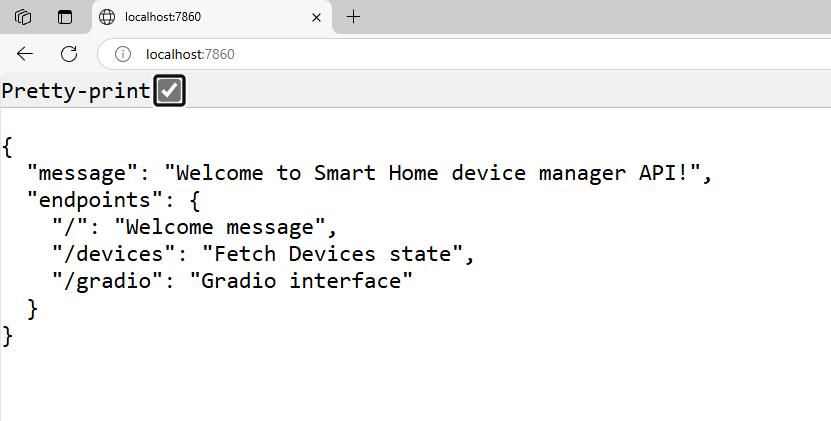 localhost:7860
localhost:7860
Pretty-print
{
  "message": "Welcome to Smart Home device manager API!",
  "endpoints": {
    "/": "Welcome message",
    "/devices": "Fetch Devices state",
    "/gradio": "Gradio interface"
  }
}